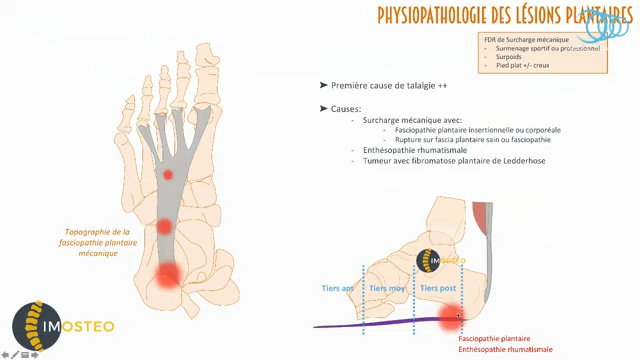 PHYSIOPATHOLOGIE DES LÉSIONS PLANTAIRES
FDR de Surcharge mécanique
- Surmenage sportif ou professionnel
- Surpoids
- Pied plat +/- creux
➤ Première cause de talalgie ++
➤ Causes:
- Surcharge mécanique avec:
- Fasciopathie plantaire insertionnelle ou corporéale
- Rupture sur fascia plantaire sain ou fasciopathie
- Enthésopathie rhumatismale
- Tumeur avec fibromatose plantaire de Ledderhose
Topographie de la
fasciopathie plantaire
mécanique
IMOSTEO
Tiers ant
Tiers moy
Tiers post
Fasciopathie plantaire
Enthésopathie rhumatismale
IMOSTEO